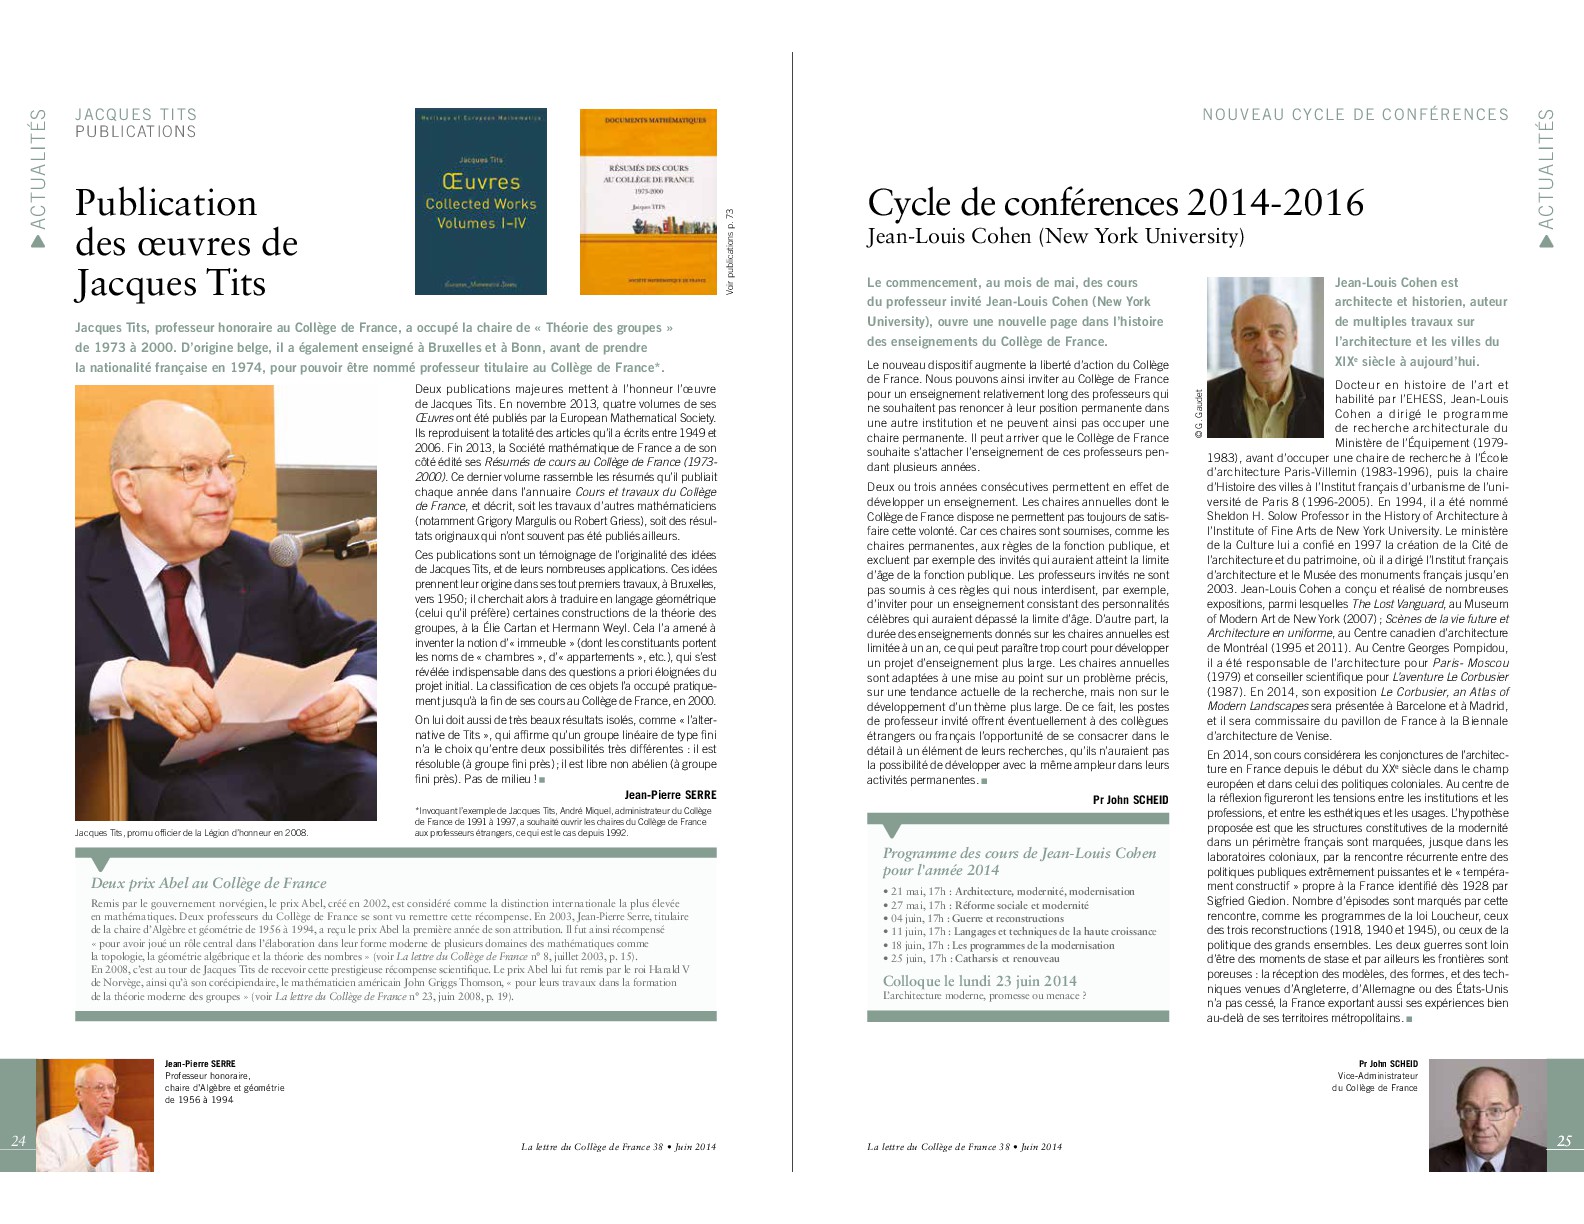 ACTUALITÉS
JACQUES TITS
PUBLICATIONS
Publication
des œuvres de
Jacques Tits
Heritage of European Mathematics
Jacques Tits
Œuvres
Collected Works
Volumes I–IV
European Mathematical Society
DOCUMENTS MATHÉMATIQUES
RÉSUMÉS DES COURS
AU COLLÈGE DE FRANCE
1973-2000
Jacques TITS
SOCIÉTÉ MATHÉMATIQUE DE FRANCE
Voir publications p. 73
Jacques Tits, professeur honoraire au Collège de France, a occupé la chaire de « Théorie des groupes »
de 1973 à 2000. D’origine belge, il a également enseigné à Bruxelles et à Bonn, avant de prendre
la nationalité française en 1974, pour pouvoir être nommé professeur titulaire au Collège de France*.
Jacques Tits, promu officier de la Légion d’honneur en 2008.
Deux publications majeures mettent à l’honneur l’œuvre
de Jacques Tits. En novembre 2013, quatre volumes de ses
Œuvres ont été publiés par la European Mathematical Society.
Ils reproduisent la totalité des articles qu’il a écrits entre 1949 et
2006. Fin 2013, la Société mathématique de France a de son
côté édité ses Résumés de cours au Collège de France (1973-
2000). Ce dernier volume rassemble les résumés qu’il publiait
chaque année dans l’annuaire Cours et travaux du Collège
de France, et décrit, soit les travaux d’autres mathématiciens
(notamment Grigory Margulis ou Robert Griess), soit des résul-
tats originaux qui n’ont souvent pas été publiés ailleurs.
Ces publications sont un témoignage de l’originalité des idées
de Jacques Tits, et de leurs nombreuses applications. Ces idées
prennent leur origine dans ses tout premiers travaux, à Bruxelles,
vers 1950; il cherchait alors à traduire en langage géométrique
(celui qu’il préfère) certaines constructions de la théorie des
groupes, à la Élie Cartan et Hermann Weyl. Cela l’a amené à
inventer la notion d’« immeuble » (dont les constituants portent
les noms de « chambres », d’« appartements », etc.), qui s’est
révélée indispensable dans des questions a priori éloignées du
projet initial. La classification de ces objets l’a occupé pratique-
ment jusqu’à la fin de ses cours au Collège de France, en 2000.
On lui doit aussi de très beaux résultats isolés, comme « l’alter-
native de Tits », qui affirme qu’un groupe linéaire de type fini
n’a le choix qu’entre deux possibilités très différentes : il est
résoluble (à groupe fini près); il est libre non abélien (à groupe
fini près). Pas de milieu !
Jean-Pierre SERRE
*Invoquant l’exemple de Jacques Tits, André Miquel, administrateur du Collège
de France de 1991 à 1997, a souhaité ouvrir les chaires du Collège de France
aux professeurs étrangers, ce qui est le cas depuis 1992.
Deux prix Abel au Collège de France
Remis par le gouvernement norvégien, le prix Abel, créé en 2002, est considéré comme la distinction internationale la plus élevée
en mathématiques. Deux professeurs du Collège de France se sont vu remettre cette récompense. En 2003, Jean-Pierre Serre, titulaire
de la chaire d’Algèbre et géométrie de 1956 à 1994, a reçu le prix Abel la première année de son attribution. Il fut ainsi récompensé
« pour avoir joué un rôle central dans l’élaboration dans leur forme moderne de plusieurs domaines des mathématiques comme
la topologie, la géométrie algébrique et la théorie des nombres » (voir La lettre du Collège de France n° 8, juillet 2003, p. 15).
En 2008, c’est au tour de Jacques Tits de recevoir cette prestigieuse récompense scientifique. Le prix Abel lui fut remis par le roi Harald V
de Norvège, ainsi qu’à son corécipiendaire, le mathématicien américain John Griggs Thomson, « pour leurs travaux dans la formation
de la théorie moderne des groupes » (voir La lettre du Collège de France n° 23, juin 2008, p. 19).
Jean-Pierre SERRE
Professeur honoraire,
chaire d’Algèbre et géométrie
de 1956 à 1994
24
La lettre du Collège de France 38 • Juin 2014
NOUVEAU CYCLE DE CONFÉRENCES
ACTUALITÉS
Cycle de conférences 2014-2016
Jean-Louis Cohen (New York University)
Le commencement, au mois de mai, des cours
du professeur invité Jean-Louis Cohen (New York
University), ouvre une nouvelle page dans l’histoire
des enseignements du Collège de France.
Le nouveau dispositif augmente la liberté d’action du Collège
de France. Nous pouvons ainsi inviter au Collège de France
pour un enseignement relativement long des professeurs qui
ne souhaitent pas renoncer à leur position permanente dans
une autre institution et ne peuvent ainsi pas occuper une
chaire permanente. Il peut arriver que le Collège de France
souhaite s’attacher l’enseignement de ces professeurs pen-
dant plusieurs années.
Deux ou trois années consécutives permettent en effet de
développer un enseignement. Les chaires annuelles dont le
Collège de France dispose ne permettent pas toujours de satis-
faire cette volonté. Car ces chaires sont soumises, comme les
chaires permanentes, aux règles de la fonction publique, et
excluent par exemple des invités qui auraient atteint la limite
d’âge de la fonction publique. Les professeurs invités ne sont
pas soumis à ces règles qui nous interdisent, par exemple,
d’inviter pour un enseignement consistant des personnalités
célèbres qui auraient dépassé la limite d’âge. D’autre part, la
durée des enseignements donnés sur les chaires annuelles est
limitée à un an, ce qui peut paraître trop court pour développer
un projet d’enseignement plus large. Les chaires annuelles
sont adaptées à une mise au point sur un problème précis,
sur une tendance actuelle de la recherche, mais non sur le
développement d’un thème plus large. De ce fait, les postes
de professeur invité offrent éventuellement à des collègues
étrangers ou français l’opportunité de se consacrer dans le
détail à un élément de leurs recherches, qu’ils n’auraient pas
la possibilité de développer avec la même ampleur dans leurs
activités permanentes.
Pr John SCHEID
Programme des cours de Jean-Louis Cohen
pour l’année 2014
• 21 mai, 17h : Architecture, modernité, modernisation
• 27 mai, 17h : Réforme sociale et modernité
• 04 juin, 17h : Guerre et reconstructions
• 11 juin, 17h : Langages et techniques de la haute croissance
• 18 juin, 17h : Les programmes de la modernisation
• 25 juin, 17h : Catharsis et renouveau
Colloque le lundi 23 juin 2014
L’architecture moderne, promesse ou menace ?
© G. Gaudet
Jean-Louis Cohen est
architecte et historien, auteur
de multiples travaux sur
l’architecture et les villes du
XIXe siècle à aujourd’hui.
Docteur en histoire de l’art et
habilité par l’EHESS, Jean-Louis
Cohen a dirigé le programme
de recherche architecturale du
Ministère de l’Équipement (1979-
1983), avant d’occuper une chaire de recherche à l’École
d’architecture Paris-Villemin (1983-1996), puis la chaire
d’Histoire des villes à l’Institut français d’urbanisme de l’uni-
versité de Paris 8 (1996-2005). En 1994, il a été nommé
Sheldon H. Solow Professor in the History of Architecture à
l’Institute of Fine Arts de New York University. Le ministère
de la Culture lui a confié en 1997 la création de la Cité de
l’architecture et du patrimoine, où il a dirigé l’Institut français
d’architecture et le Musée des monuments français jusqu’en
2003. Jean-Louis Cohen a conçu et réalisé de nombreuses
expositions, parmi lesquelles The Lost Vanguard, au Museum
of Modern Art de New York (2007) ; Scènes de la vie future et
Architecture en uniforme, au Centre canadien d’architecture
de Montréal (1995 et 2011). Au Centre Georges Pompidou,
il a été responsable de l’architecture pour Paris- Moscou
(1979) et conseiller scientifique pour L’aventure Le Corbusier
(1987). En 2014, son exposition Le Corbusier, an Atlas of
Modern Landscapes sera présentée à Barcelone et à Madrid,
et il sera commissaire du pavillon de France à la Biennale
d’architecture de Venise.
En 2014, son cours considérera les conjonctures de l’architec-
ture en France depuis le début du XXe siècle dans le champ
européen et dans celui des politiques coloniales. Au centre de
la réflexion figureront les tensions entre les institutions et les
professions, et entre les esthétiques et les usages. L’hypothèse
proposée est que les structures constitutives de la modernité
dans un périmètre français sont marquées, jusque dans les
laboratoires coloniaux, par la rencontre récurrente entre des
politiques publiques extrêmement puissantes et le « tempéra-
ment constructif » propre à la France identifié dès 1928 par
Sigfried Giedion. Nombre d’épisodes sont marqués par cette
rencontre, comme les programmes de la loi Loucheur, ceux
des trois reconstructions (1918, 1940 et 1945), ou ceux de la
politique des grands ensembles. Les deux guerres sont loin
d’être des moments de stase et par ailleurs les frontières sont
poreuses : la réception des modèles, des formes, et des tech-
niques venues d’Angleterre, d’Allemagne ou des États-Unis
n’a pas cessé, la France exportant aussi ses expériences bien
au-delà de ses territoires métropolitains.
Pr John SCHEID
Vice-Administrateur
du Collège de France
La lettre du Collège de France 38 • Juin 2014
25